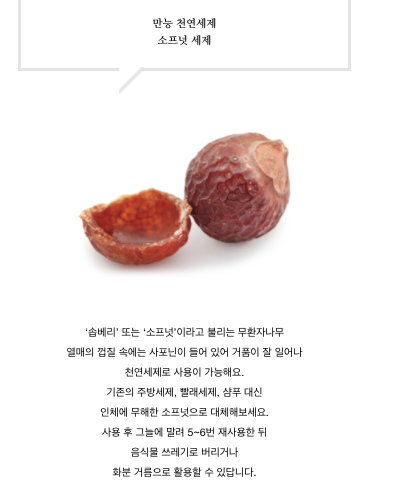 만능 천연세제
소프넛 세제
‘솝베리’ 또는 ‘소프넛’이라고 불리는 무환자나무
열매의 껍질 속에는 사포닌이 들어 있어 거품이 잘 일어나
천연세제로 사용이 가능해요.
기존의 주방세제, 빨래세제, 샴푸 대신
인체에 무해한 소프넛으로 대체해보세요.
사용 후 그늘에 말려 5~6번 재사용한 뒤
음식물 쓰레기로 버리거나
화분 거름으로 활용할 수 있답니다.